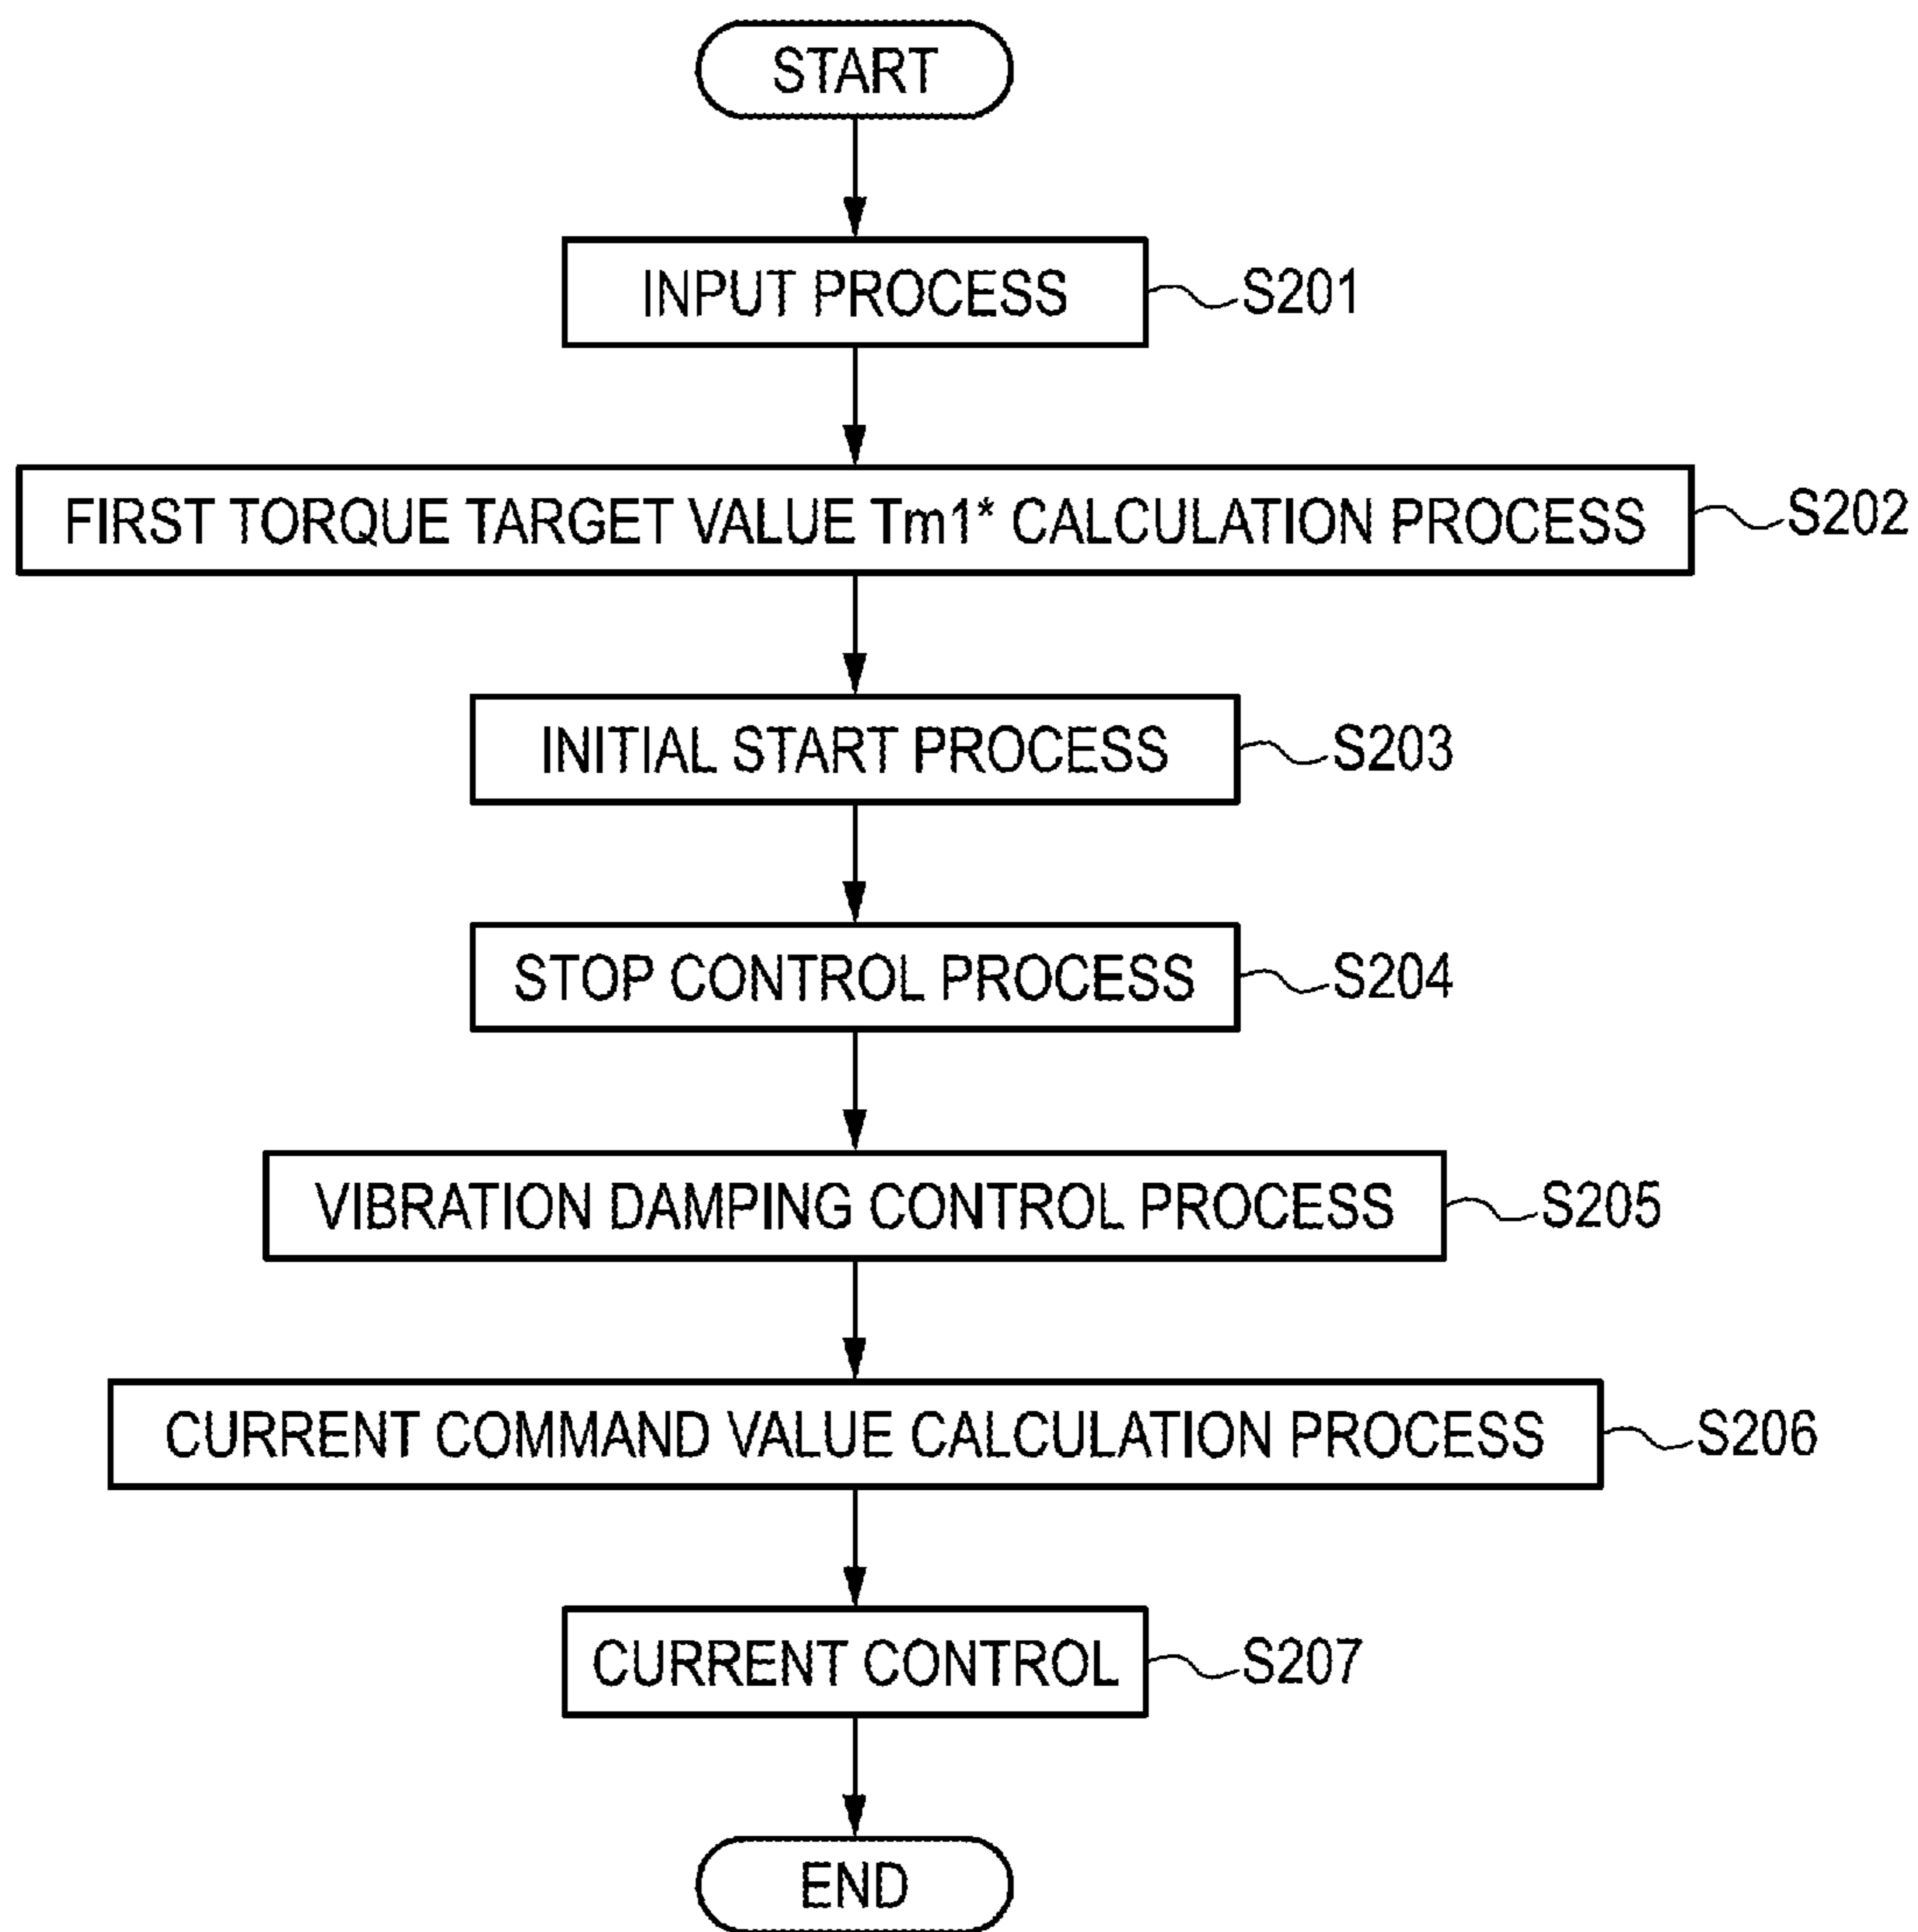 START
INPUT PROCESS S201
FIRST TORQUE TARGET VALUE Tm1* CALCULATION PROCESS S202
INITIAL START PROCESS S203
STOP CONTROL PROCESS S204
VIBRATION DAMPING CONTROL PROCESS S205
CURRENT COMMAND VALUE CALCULATION PROCESS S206
CURRENT CONTROL S207
END